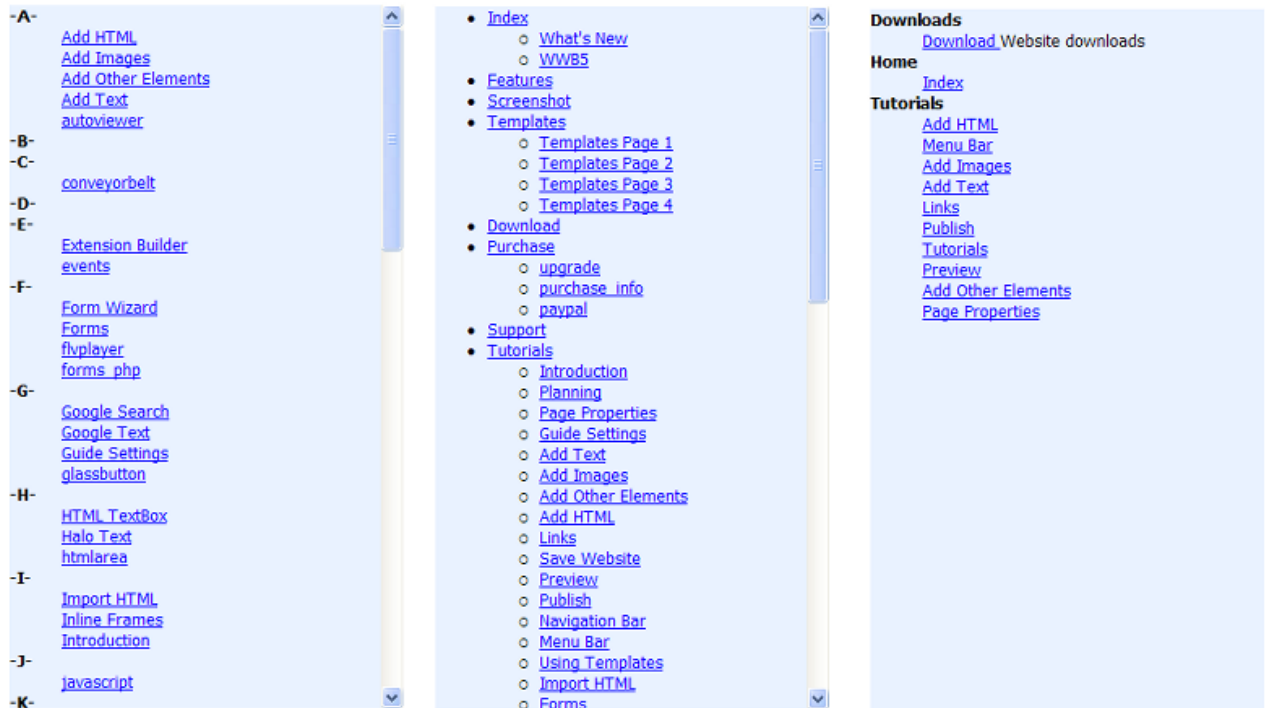 -A-
Add HTML
Add Images
Add Other Elements
Add Text
autoviewer
-B-
-C-
conveyorbelt
-D-
-E-
Extension Builder
events
-F-
Form Wizard
Forms
flvplayer
forms_php
-G-
Google Search
Google Text
Guide Settings
glassbutton
-H-
HTML TextBox
Halo Text
htmlarea
-I-
Import HTML
Inline Frames
Introduction
-J-
javascript
-K-
Index
What's New
WWB5
Features
Screenshot
Templates
Templates Page 1
Templates Page 2
Templates Page 3
Templates Page 4
Download
Purchase
upgrade
purchase_info
paypal
Support
Tutorials
Introduction
Planning
Page Properties
Guide Settings
Add Text
Add Images
Add Other Elements
Add HTML
Links
Save Website
Preview
Publish
Navigation Bar
Menu Bar
Using Templates
Import HTML
Forms
Downloads
Download Website downloads
Home
Index
Tutorials
Add HTML
Menu Bar
Add Images
Add Text
Links
Publish
Tutorials
Preview
Add Other Elements
Page Properties